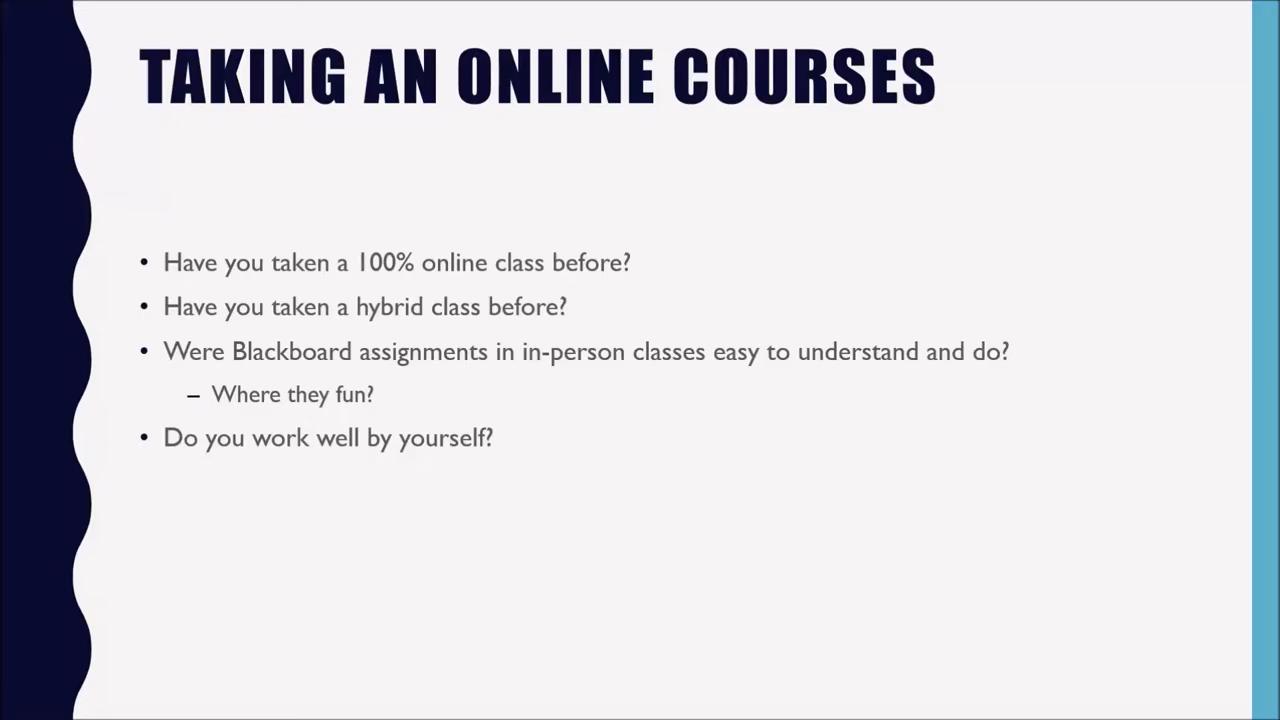 TAKING AN ONLINE COURSES
• Have you taken a 100% online class before?
• Have you taken a hybrid class before?
• Were Blackboard assignments in in-person classes easy to understand and do?
– Where they fun?
• Do you work well by yourself?